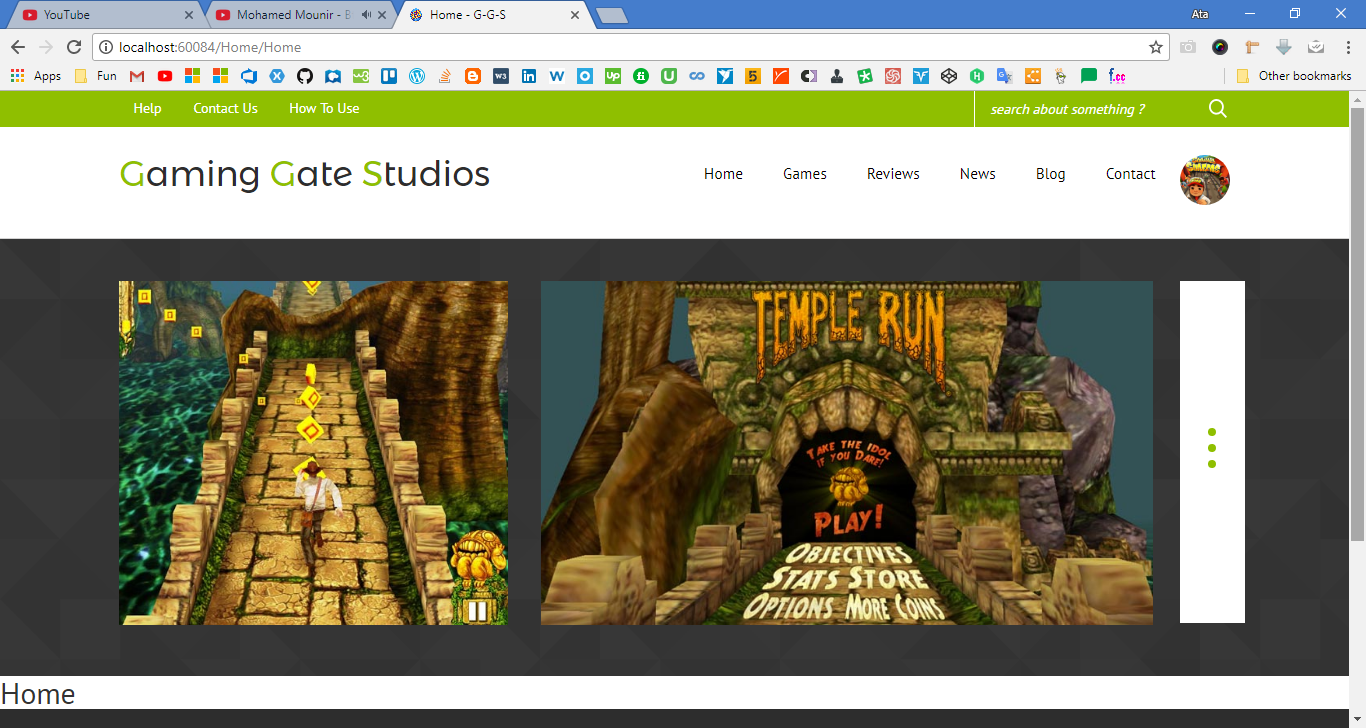 YouTube
Mohamed Mounir - B
Home - G-G-S
Ata
localhost:60084/Home/Home
Apps
Fun
Other bookmarks
Help
Contact Us
How To Use
search about something ?
Gaming Gate Studios
Home
Games
Reviews
News
Blog
Contact
TEMPLE RUN
TAKE THE IDOL
IF YOU DARE!
PLAY!
OBJECTIVES
STATS STORE
OPTIONS MORE COINS
Home